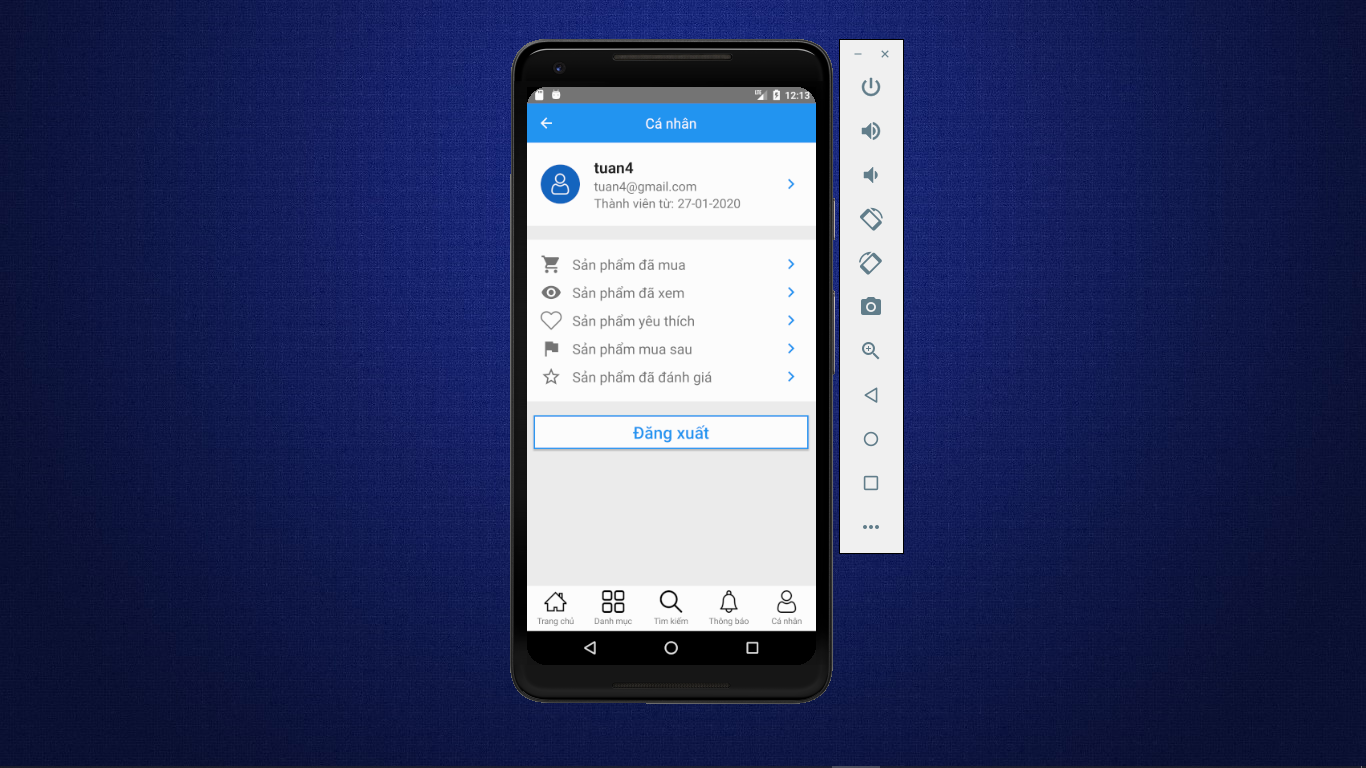 12:13
Cá nhân
tuan4
tuan4@gmail.com
Thành viên từ: 27-01-2020
Sản phẩm đã mua
Sản phẩm đã xem
Sản phẩm yêu thích
Sản phẩm mua sau
Sản phẩm đã đánh giá
Đăng xuất
Trang chủ Danh mục Tìm kiếm Thông báo Cá nhân